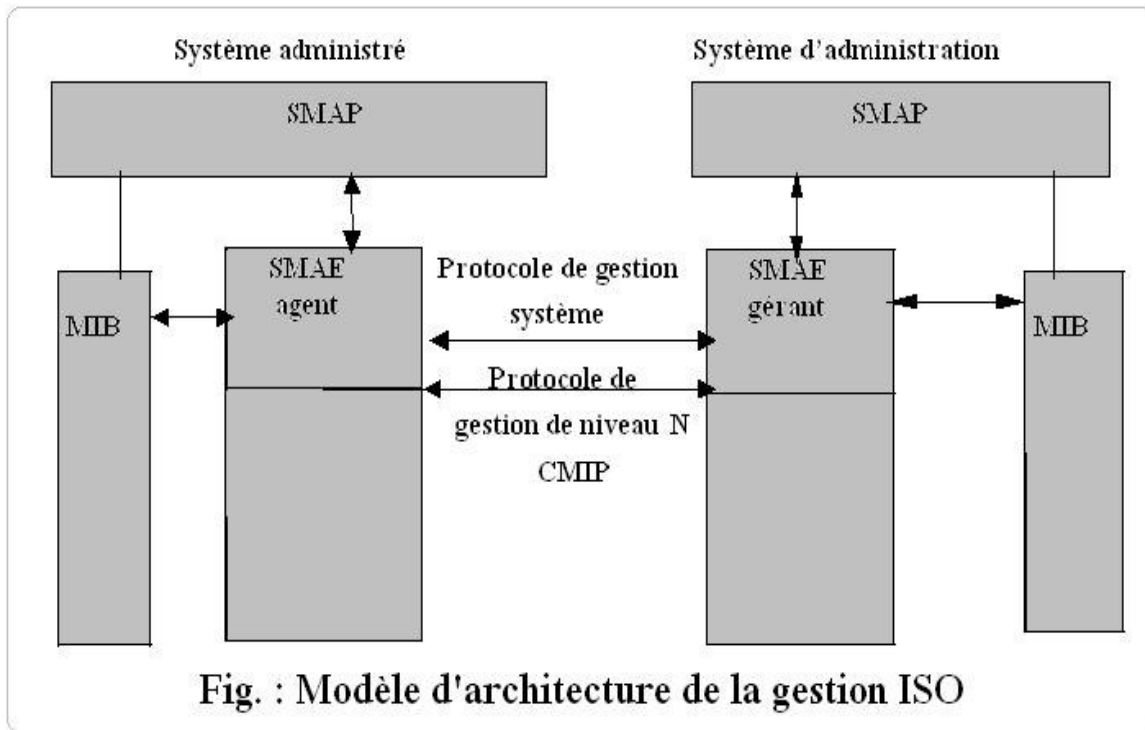 Système administré
Système d'administration
SMAP
SMAP
SMAE
agent
Protocole de gestion
système
SMAE
gérant
MIB
MIB
Protocole de
gestion de niveau N
CMIP
Fig. : Modèle d'architecture de la gestion ISO